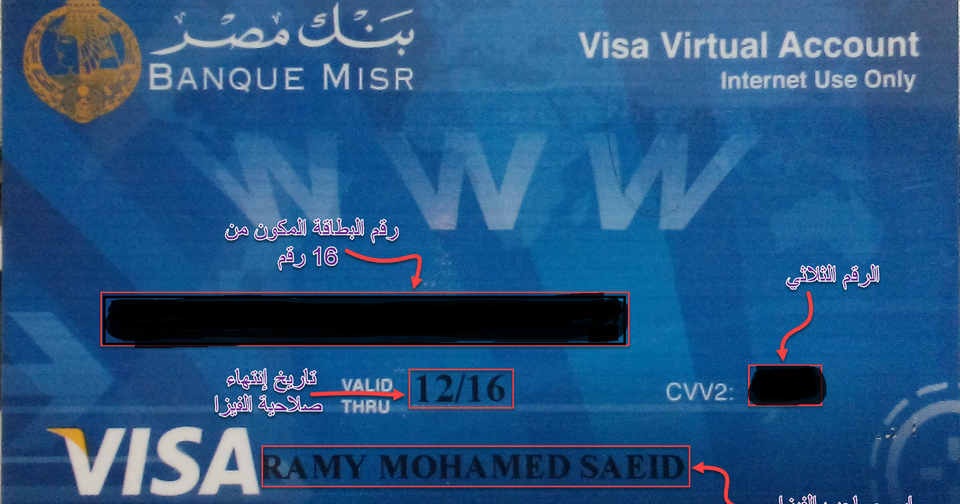 بنك مصر
BANQUE MISR
Visa Virtual Account
Internet Use Only
WWW
رقم البطاقة المكون من
16 رقم
الرقم الثلاثي
تاريخ إنتهاء
صلاحية الفيزا
VALID
THRU
12/16
CVV2:
VISA
RAMY MOHAMED SAEID